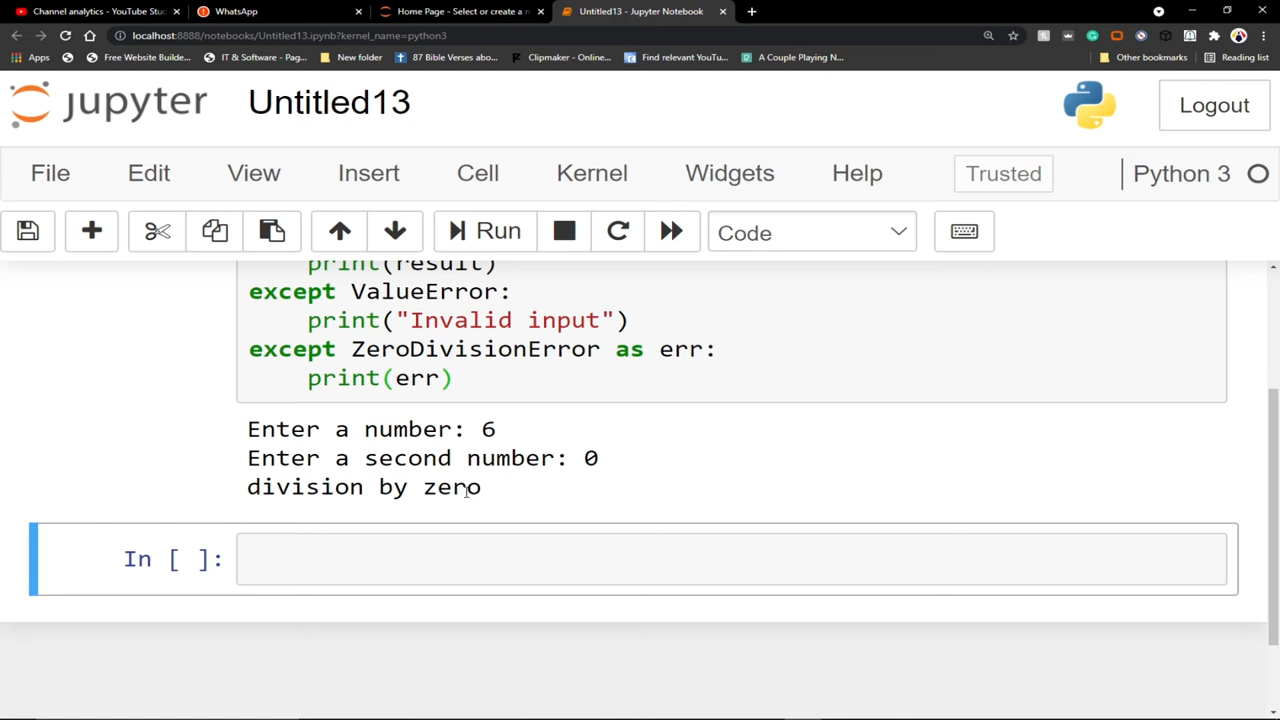 Channel analytics - YouTube Stud
WhatsApp
Home Page - Select or create a n
Untitled13 - Jupyter Notebook
localhost:8888/notebooks/Untitled13.ipynb?kernel_name=python3
Apps
Free Website Builde...
IT & Software - Pag...
New folder
87 Bible Verses abo...
Clipmaker - Online...
Find relevant YouTu...
A Couple Playing N...
Other bookmarks
Reading list
jupyter
Untitled13
Logout
File
Edit
View
Insert
Cell
Kernel
Widgets
Help
Trusted
Python 3
Run
Code
print(result)
except ValueError:
print("Invalid input")
except ZeroDivisionError as err:
print(err)
Enter a number: 6
Enter a second number: 0
division by zero
In [ ]: